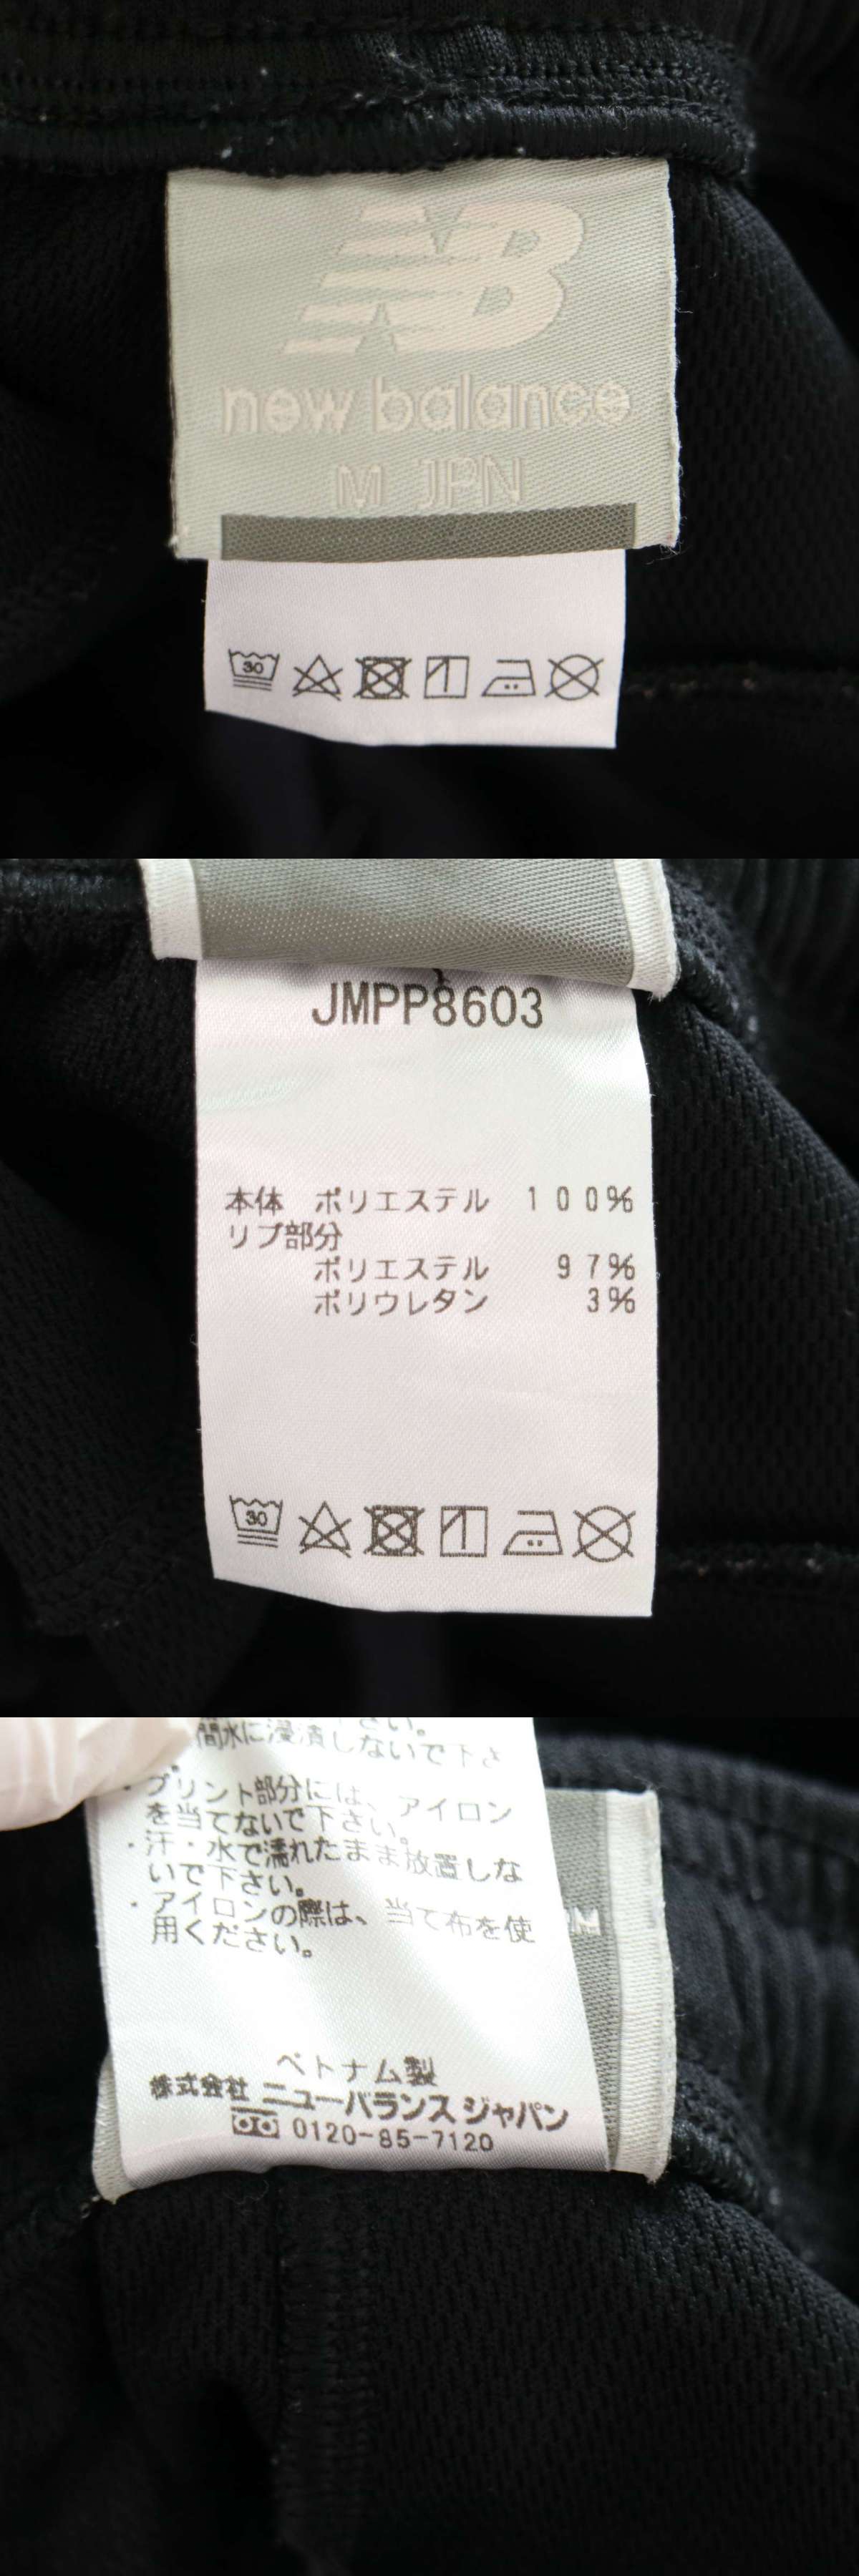 NB
new balance
M JPN
30
JMPP8603
本体 ポリエステル 100%
リブ部分
ポリエステル 97%
ポリウレタン 3%
30
さい。
間水に浸漬しないで下さ
・プリント部分には、アイロン
を当てないで下さい。
・汗・水で濡れたまま放置しな
いで下さい。
・アイロンの際は、当て布を使
用ください。
ベトナム製
株式会社 ニューバランス ジャパン
0120-85-7120